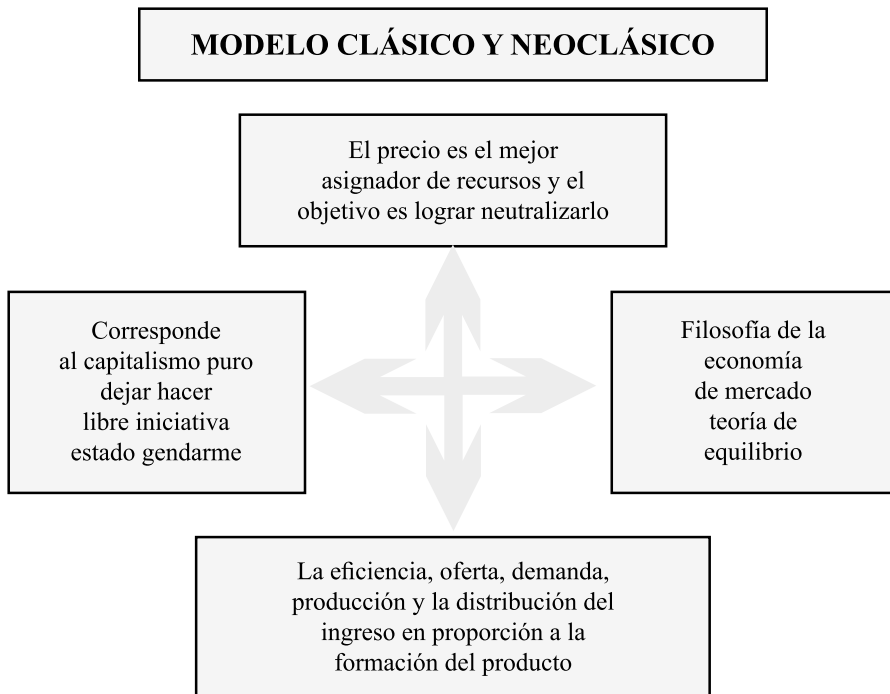 MODELO CLÁSICO Y NEOCLÁSICO
El precio es el mejor
asignador de recursos y el
objetivo es lograr neutralizarlo
Corresponde
al capitalismo puro
dejar hacer
libre iniciativa
estado gendarme
Filosofía de la
economía
de mercado
teoría de
equilibrio
La eficiencia, oferta, demanda,
producción y la distribución del
ingreso en proporción a la
formación del producto